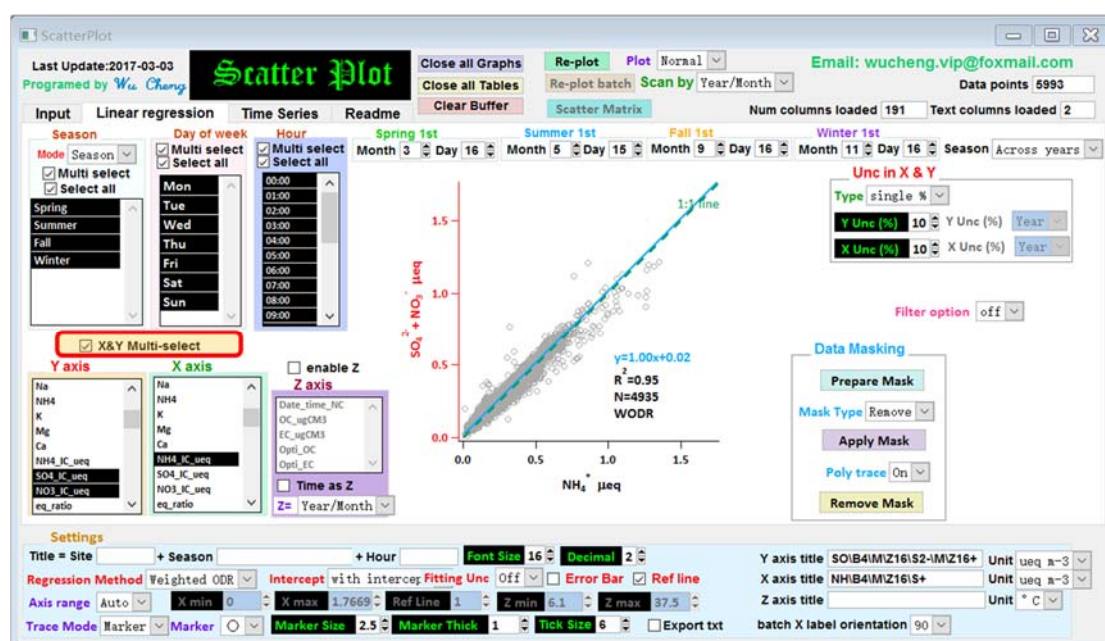 ScatterPlot
Last Update:2017-03-03
Programed by Wu Cheng
Scatter Plot
Close all Graphs
Close all Tables
Clear Buffer
Re-plot Plot Normal
Re-plot batch Scan by Year/Month
Scatter Matrix
Email: wucheng.vip@foxmail.com
Data points 5993
Num columns loaded 191 Text columns loaded 2
Input Linear regression Time Series Readme
Season
Mode Season
Multi select
Select all
Spring
Summer
Fall
Winter
Day of week
Multi select
Select all
Mon
Tue
Wed
Thu
Fri
Sat
Sun
Hour
Multi select
Select all
00:00
01:00
02:00
03:00
04:00
05:00
06:00
07:00
08:00
09:00
Spring 1st Summer 1st Fall 1st Winter 1st
Month 3 Day 16 Month 5 Day 15 Month 9 Day 16 Month 11 Day 16 Season Across years
Unc in X & Y
Type single %
Y Unc (%) 10 Y Unc (%) Year
X Unc (%) 10 X Unc (%) Year
Filter option off
1:1 line
1.5
1.0
0.5
0.0
SO₄²⁻ + NO₃⁻ μeq
y=1.00x+0.02
R²=0.95
N=4935
WODR
0.0 0.5 1.0 1.5
NH₄⁺ μeq
X&Y Multi-select
Y axis
Na
NH4
K
Mg
Ca
NH4_IC_ueq
SO4_IC_ueq
NO3_IC_ueq
eq_ratio
X axis
Na
NH4
K
Mg
Ca
NH4_IC_ueq
SO4_IC_ueq
NO3_IC_ueq
eq_ratio
enable Z
Z axis
Date_time_NC
OC_ugCM3
EC_ugCM3
Opti_OC
Opti_EC
Time as Z
Z= Year/Month
Data Masking
Prepare Mask
Mask Type Remove
Apply Mask
Poly trace On
Remove Mask
Settings
Title = Site + Season + Hour Font Size 16 Decimal 2
Regression Method Weighted ODR Intercept with intercep Fitting Unc Off Error Bar Ref line
Axis range Auto X min 0 X max 1.7669 Ref Line 1 Z min 6.1 Z max 37.5
Trace Mode Marker Marker Marker Size 2.5 Marker Thick 1 Tick Size 6 Export txt
Y axis title SO\B4\M\Z16\S2-\M\Z16+ Unit ueq m-3
X axis title NH\B4\M\Z16\S+ Unit ueq m-3
Z axis title Unit °C
batch X label orientation 90